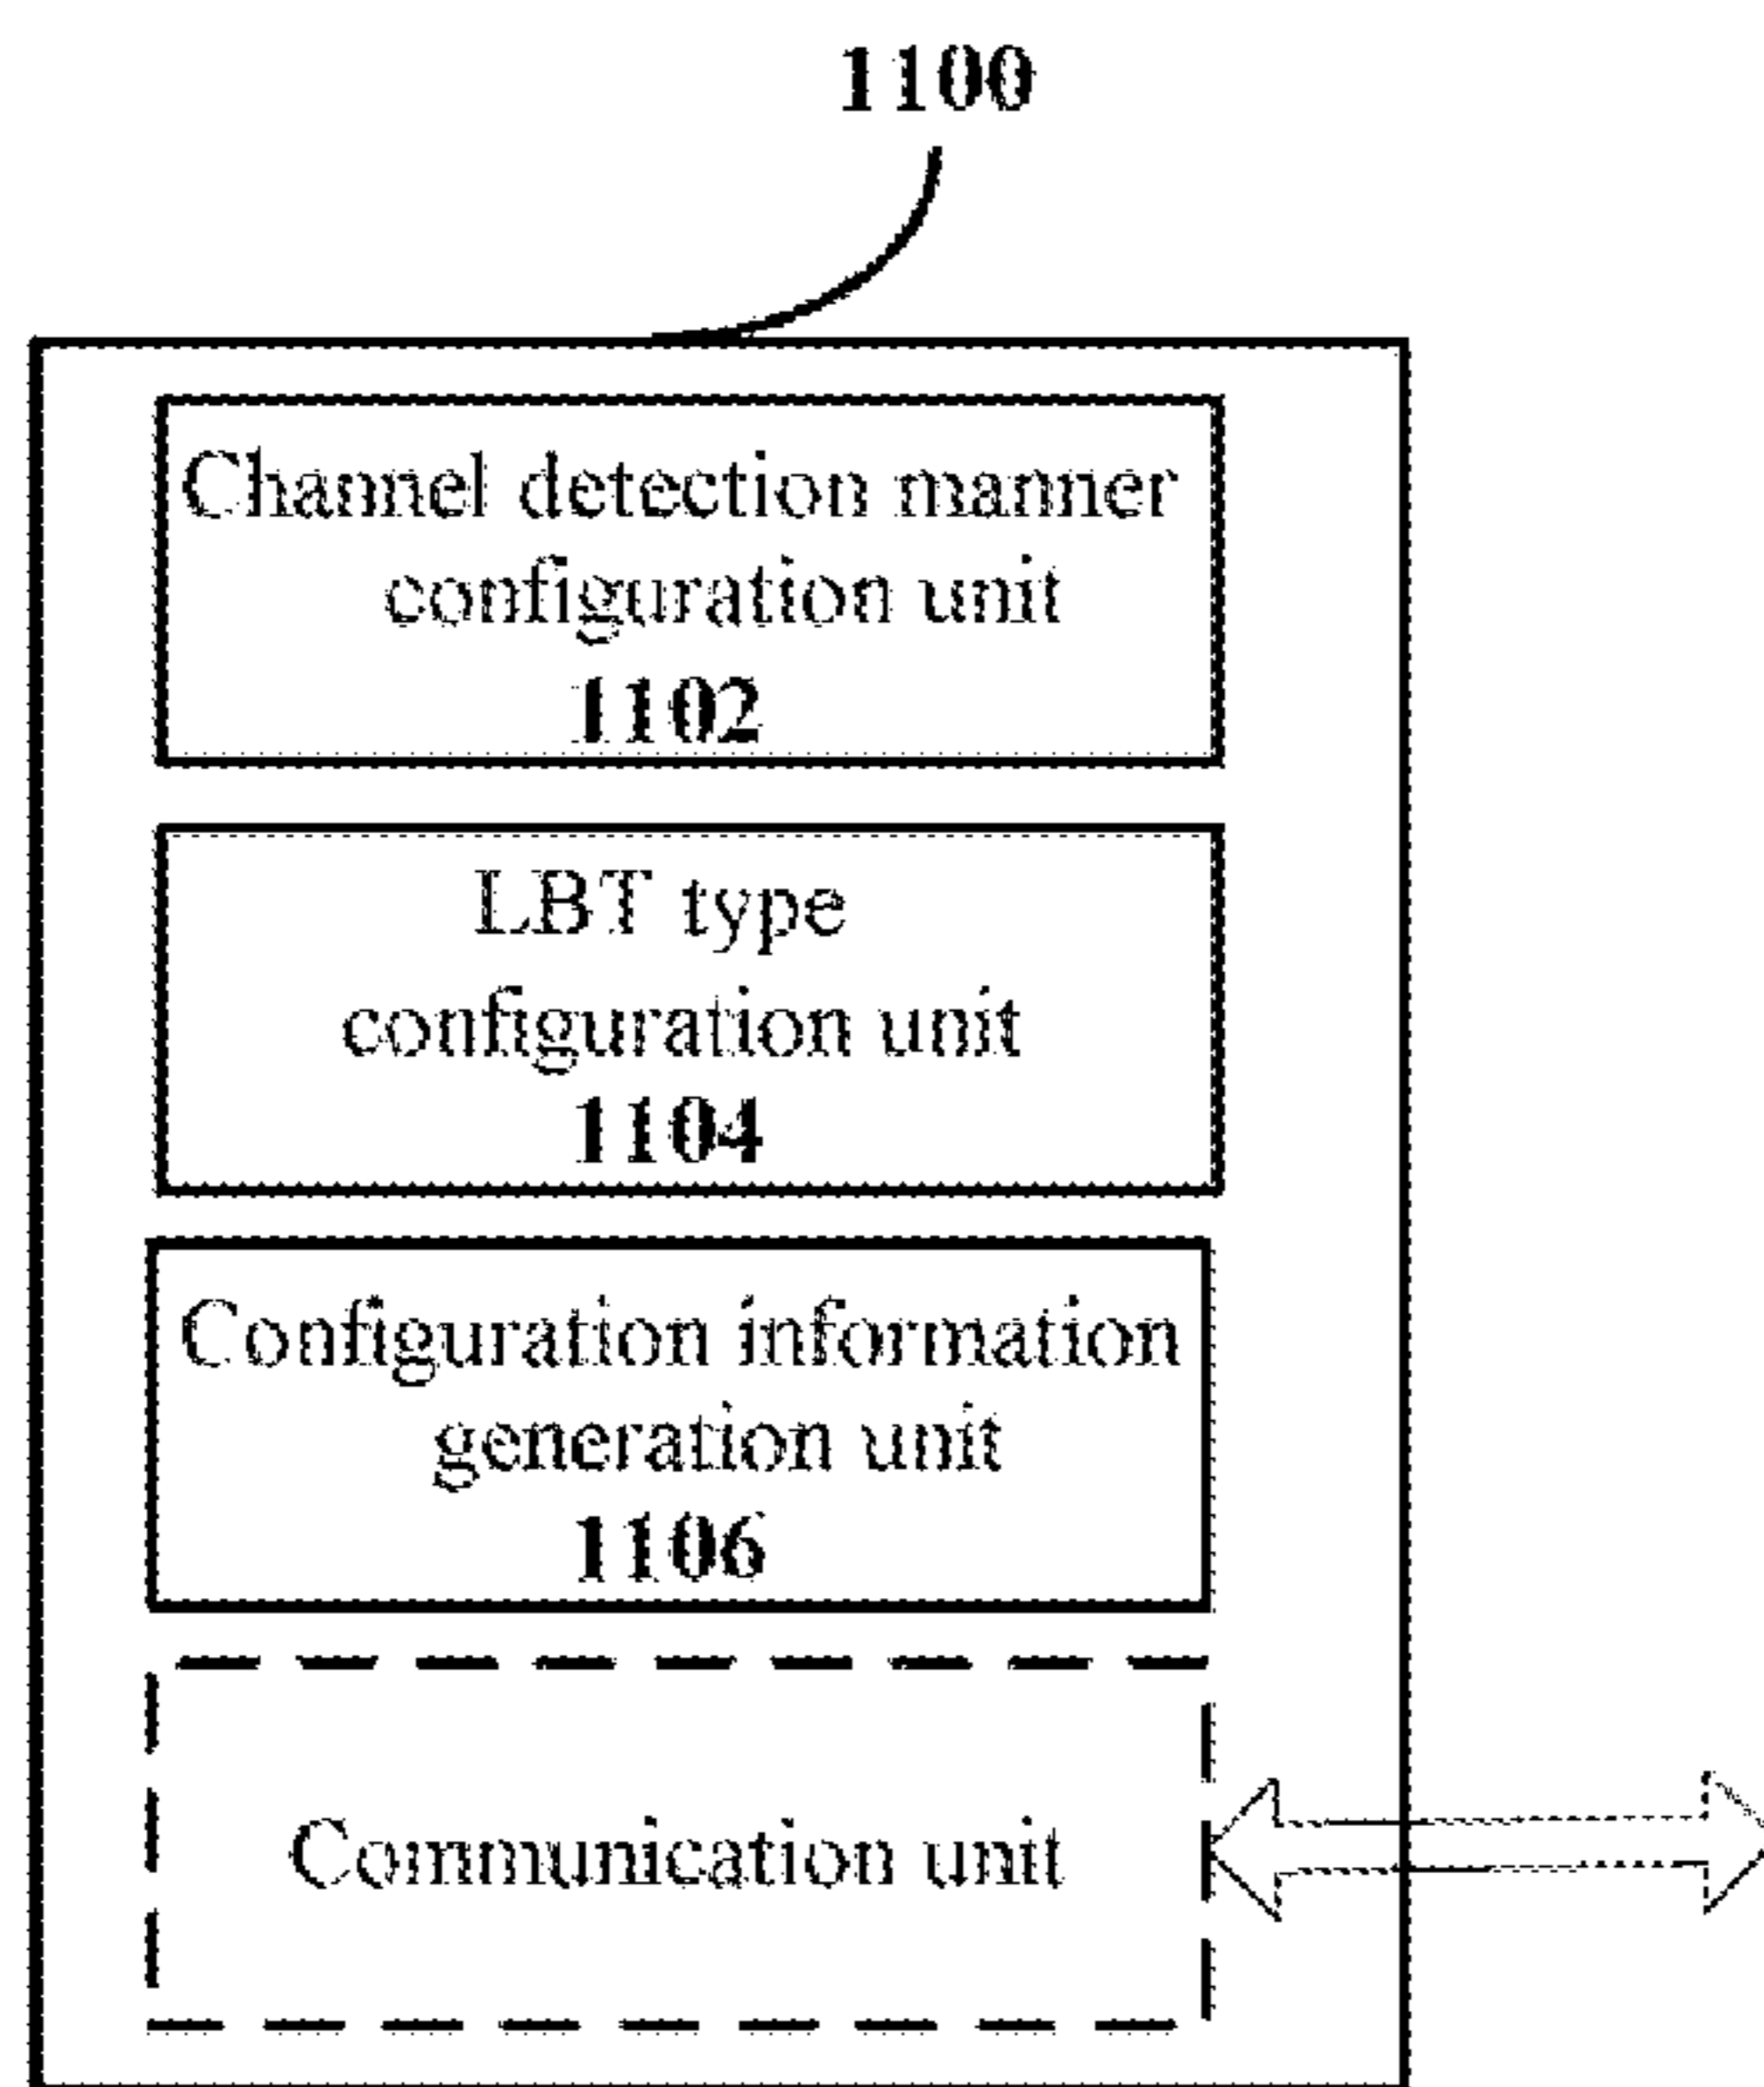 1100
Channel detection manner
configuration unit
1102
LBT type
configuration unit
1104
Configuration information
generation unit
1106
Communication unit